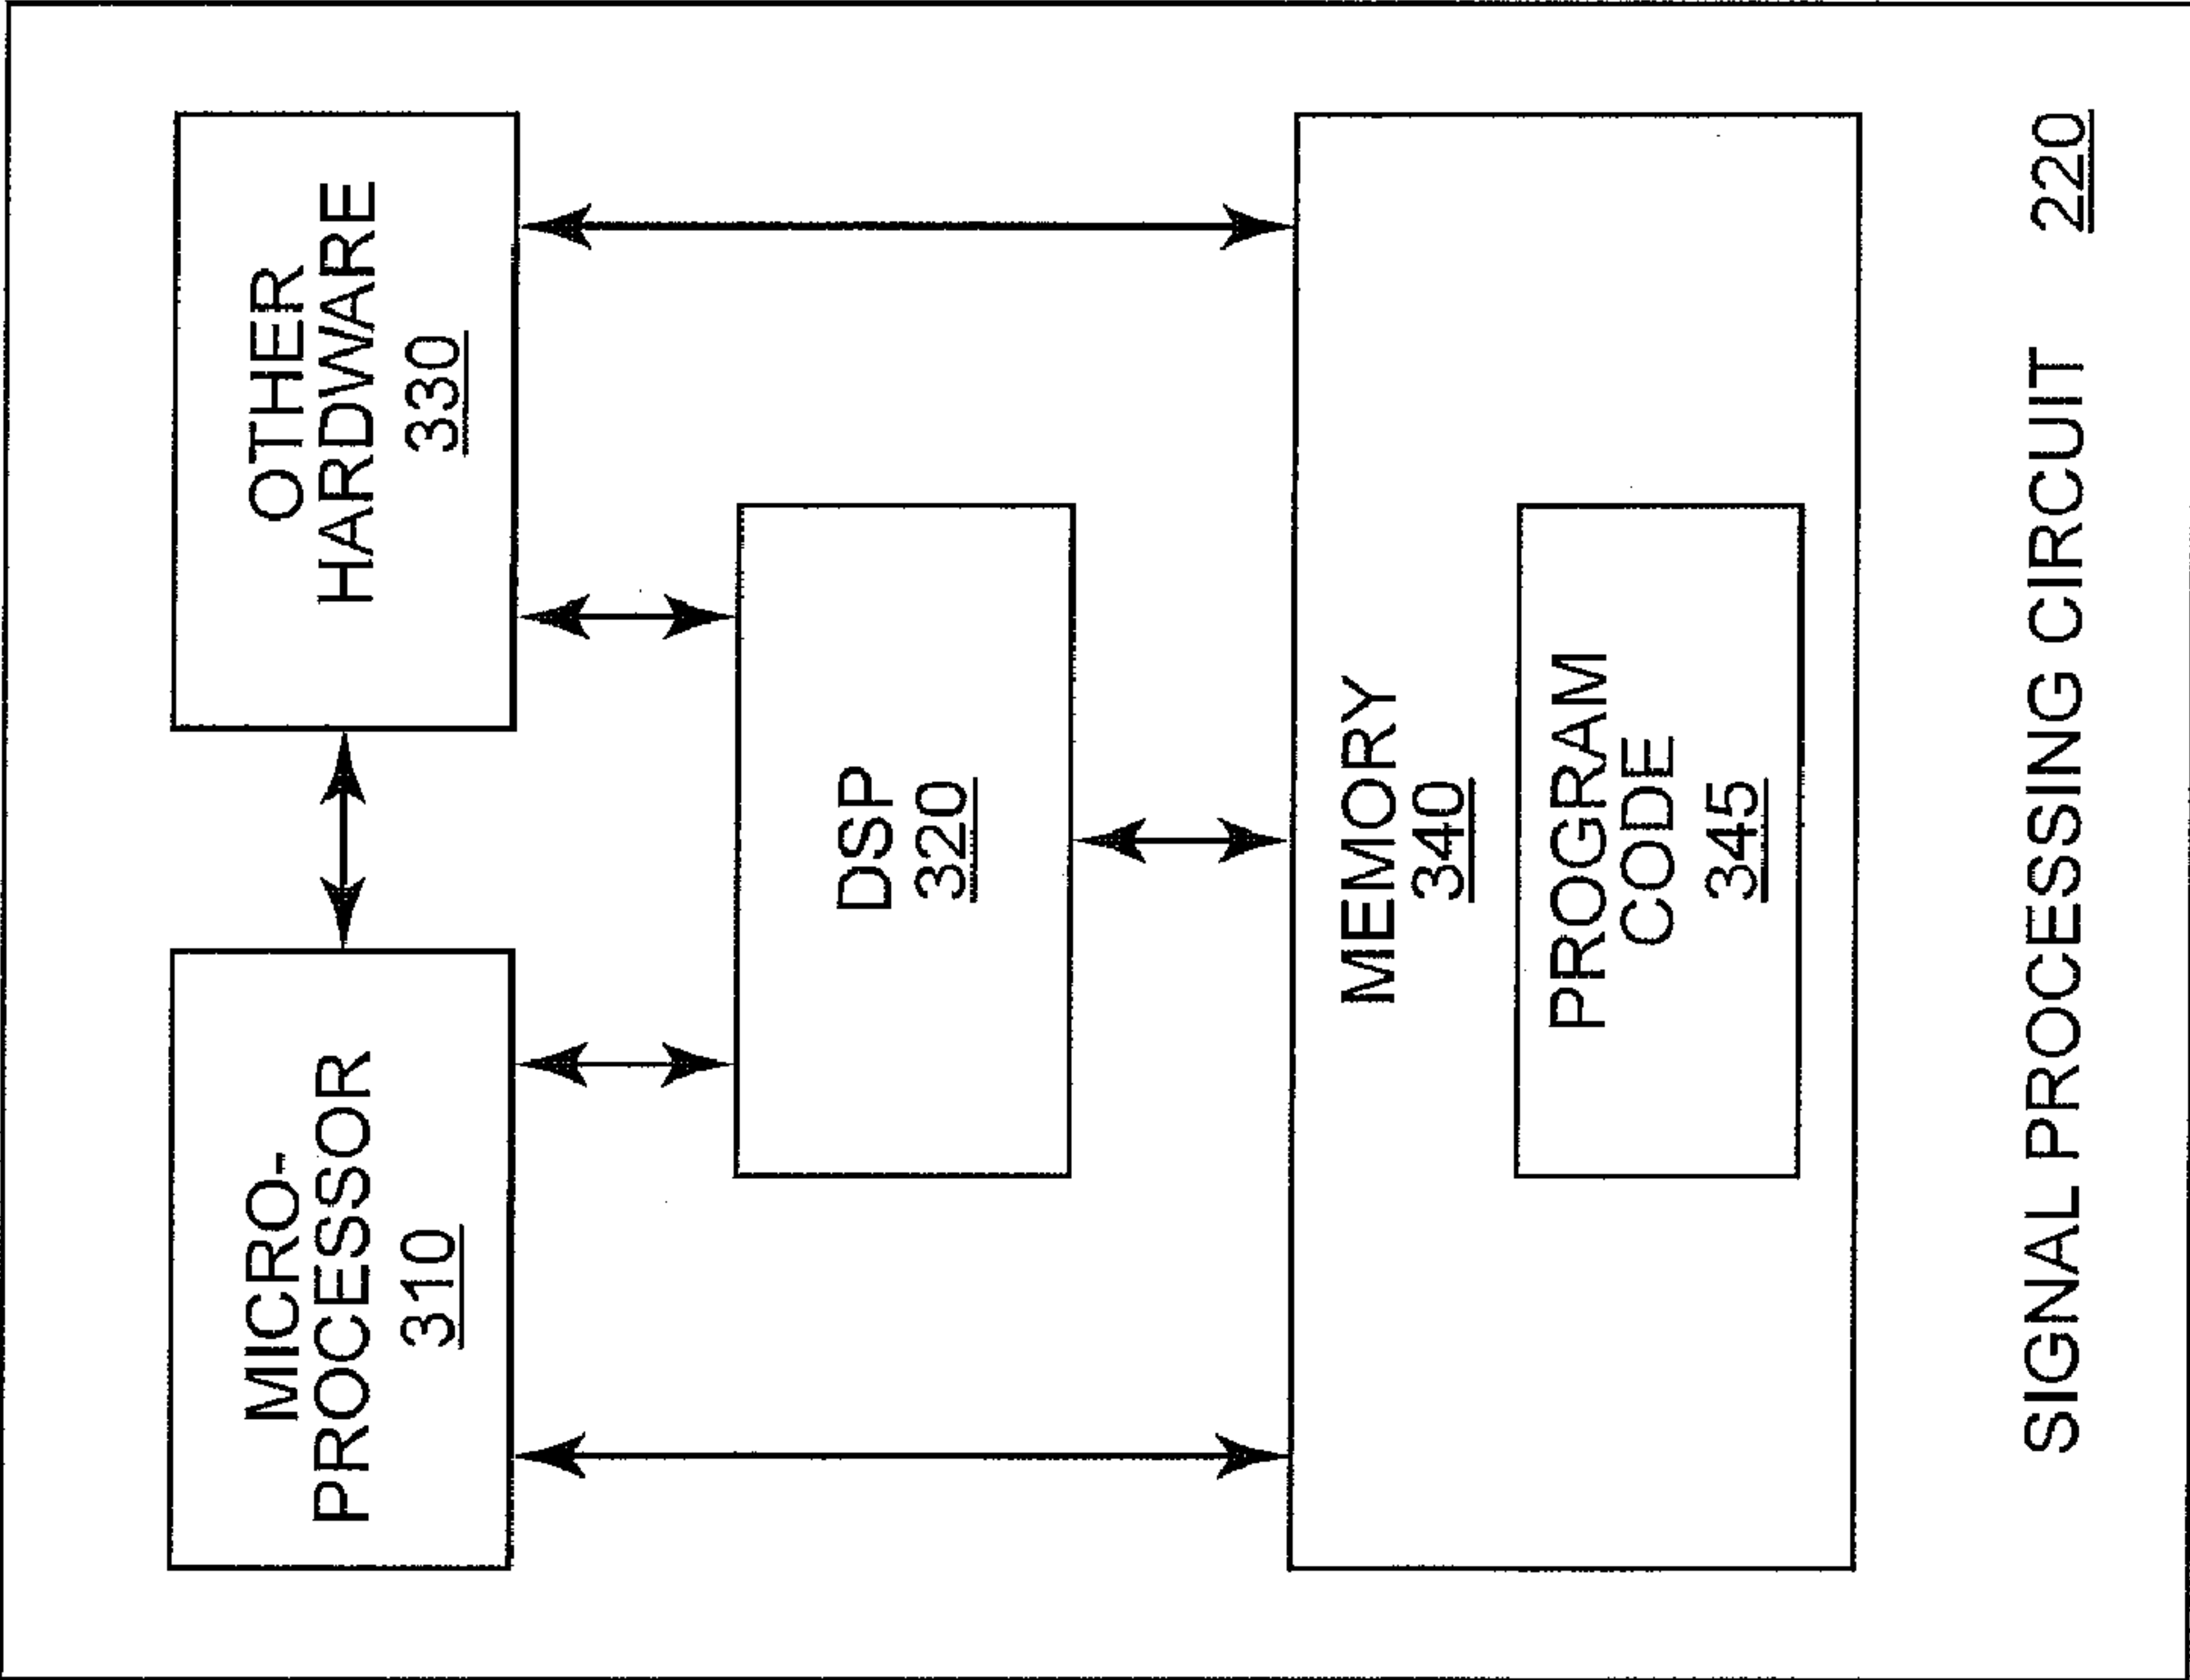 MICRO-
PROCESSOR
310
OTHER
HARDWARE
330
DSP
320
MEMORY
340
PROGRAM
CODE
345
SIGNAL PROCESSING CIRCUIT 220